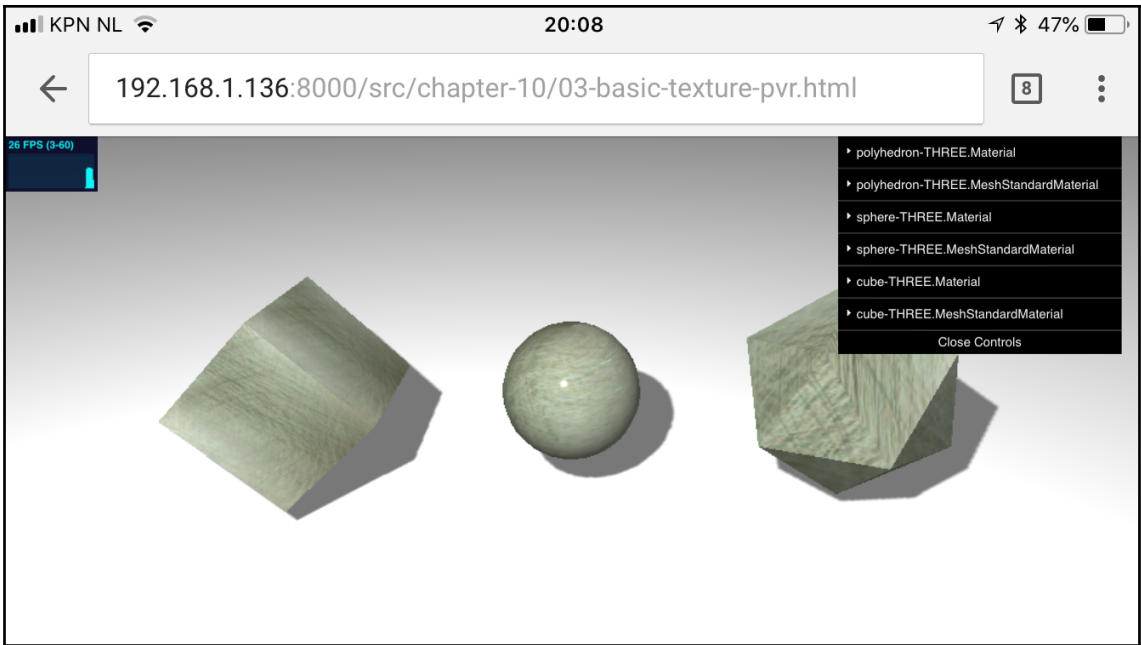 KPN NL 20:08 47%
192.168.1.136:8000/src/chapter-10/03-basic-texture-pvr.html 8
26 FPS (3-60)
polyhedron-THREE.Material
polyhedron-THREE.MeshStandardMaterial
sphere-THREE.Material
sphere-THREE.MeshStandardMaterial
cube-THREE.Material
cube-THREE.MeshStandardMaterial
Close Controls